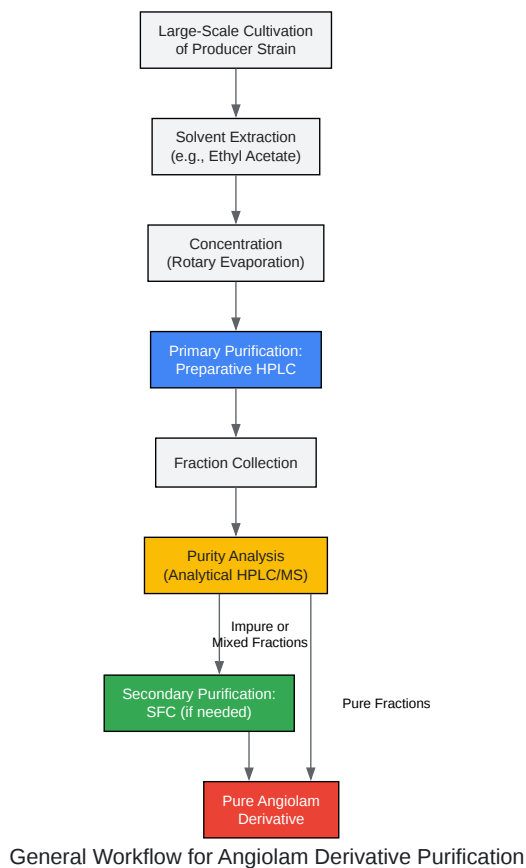 Large-Scale Cultivation
of Producer Strain
Solvent Extraction
(e.g., Ethyl Acetate)
Concentration
(Rotary Evaporation)
Primary Purification:
Preparative HPLC
Fraction Collection
Purity Analysis
(Analytical HPLC/MS)
Impure or
Mixed Fractions
Secondary Purification:
SFC (if needed)
Pure Fractions
Pure Angiolam
Derivative
General Workflow for Angiolam Derivative Purification